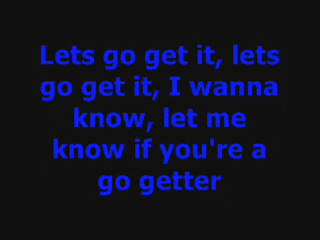 Lets go get it, lets
go get it, I wanna
know, let me
know if you're a
go getter